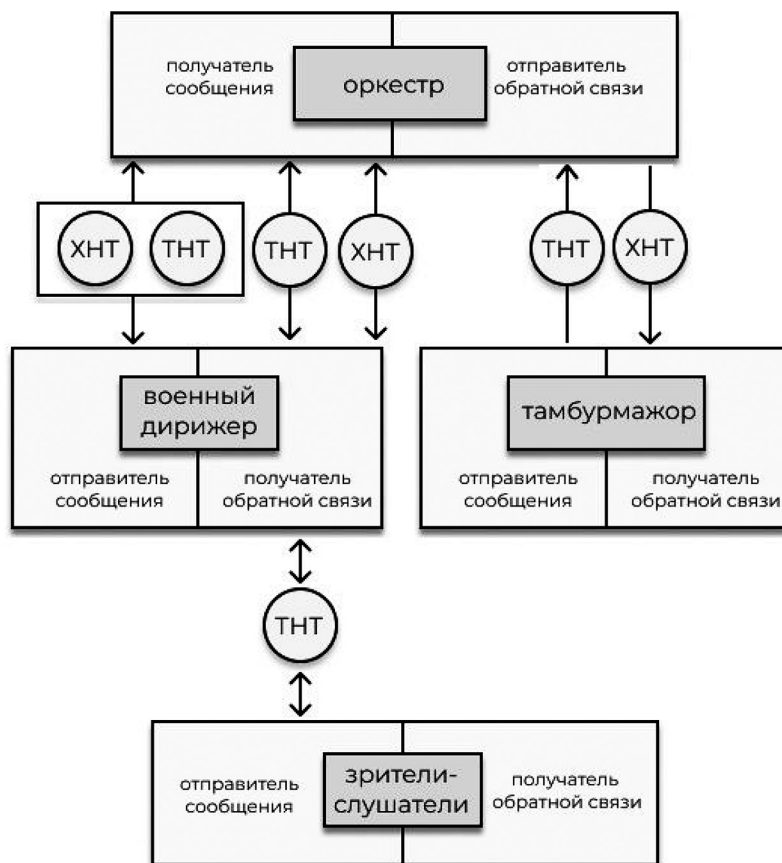 получатель
сообщения
оркестр
отправитель
обратной связи
ХНТ
ТНТ
ТНТ
ХНТ
ТНТ
ХНТ
военный
дирижер
отправитель
сообщения
получатель
обратной связи
тамбурмажор
отправитель
сообщения
получатель
обратной связи
ТНТ
отправитель
сообщения
зрители-
слушатели
получатель
обратной связи